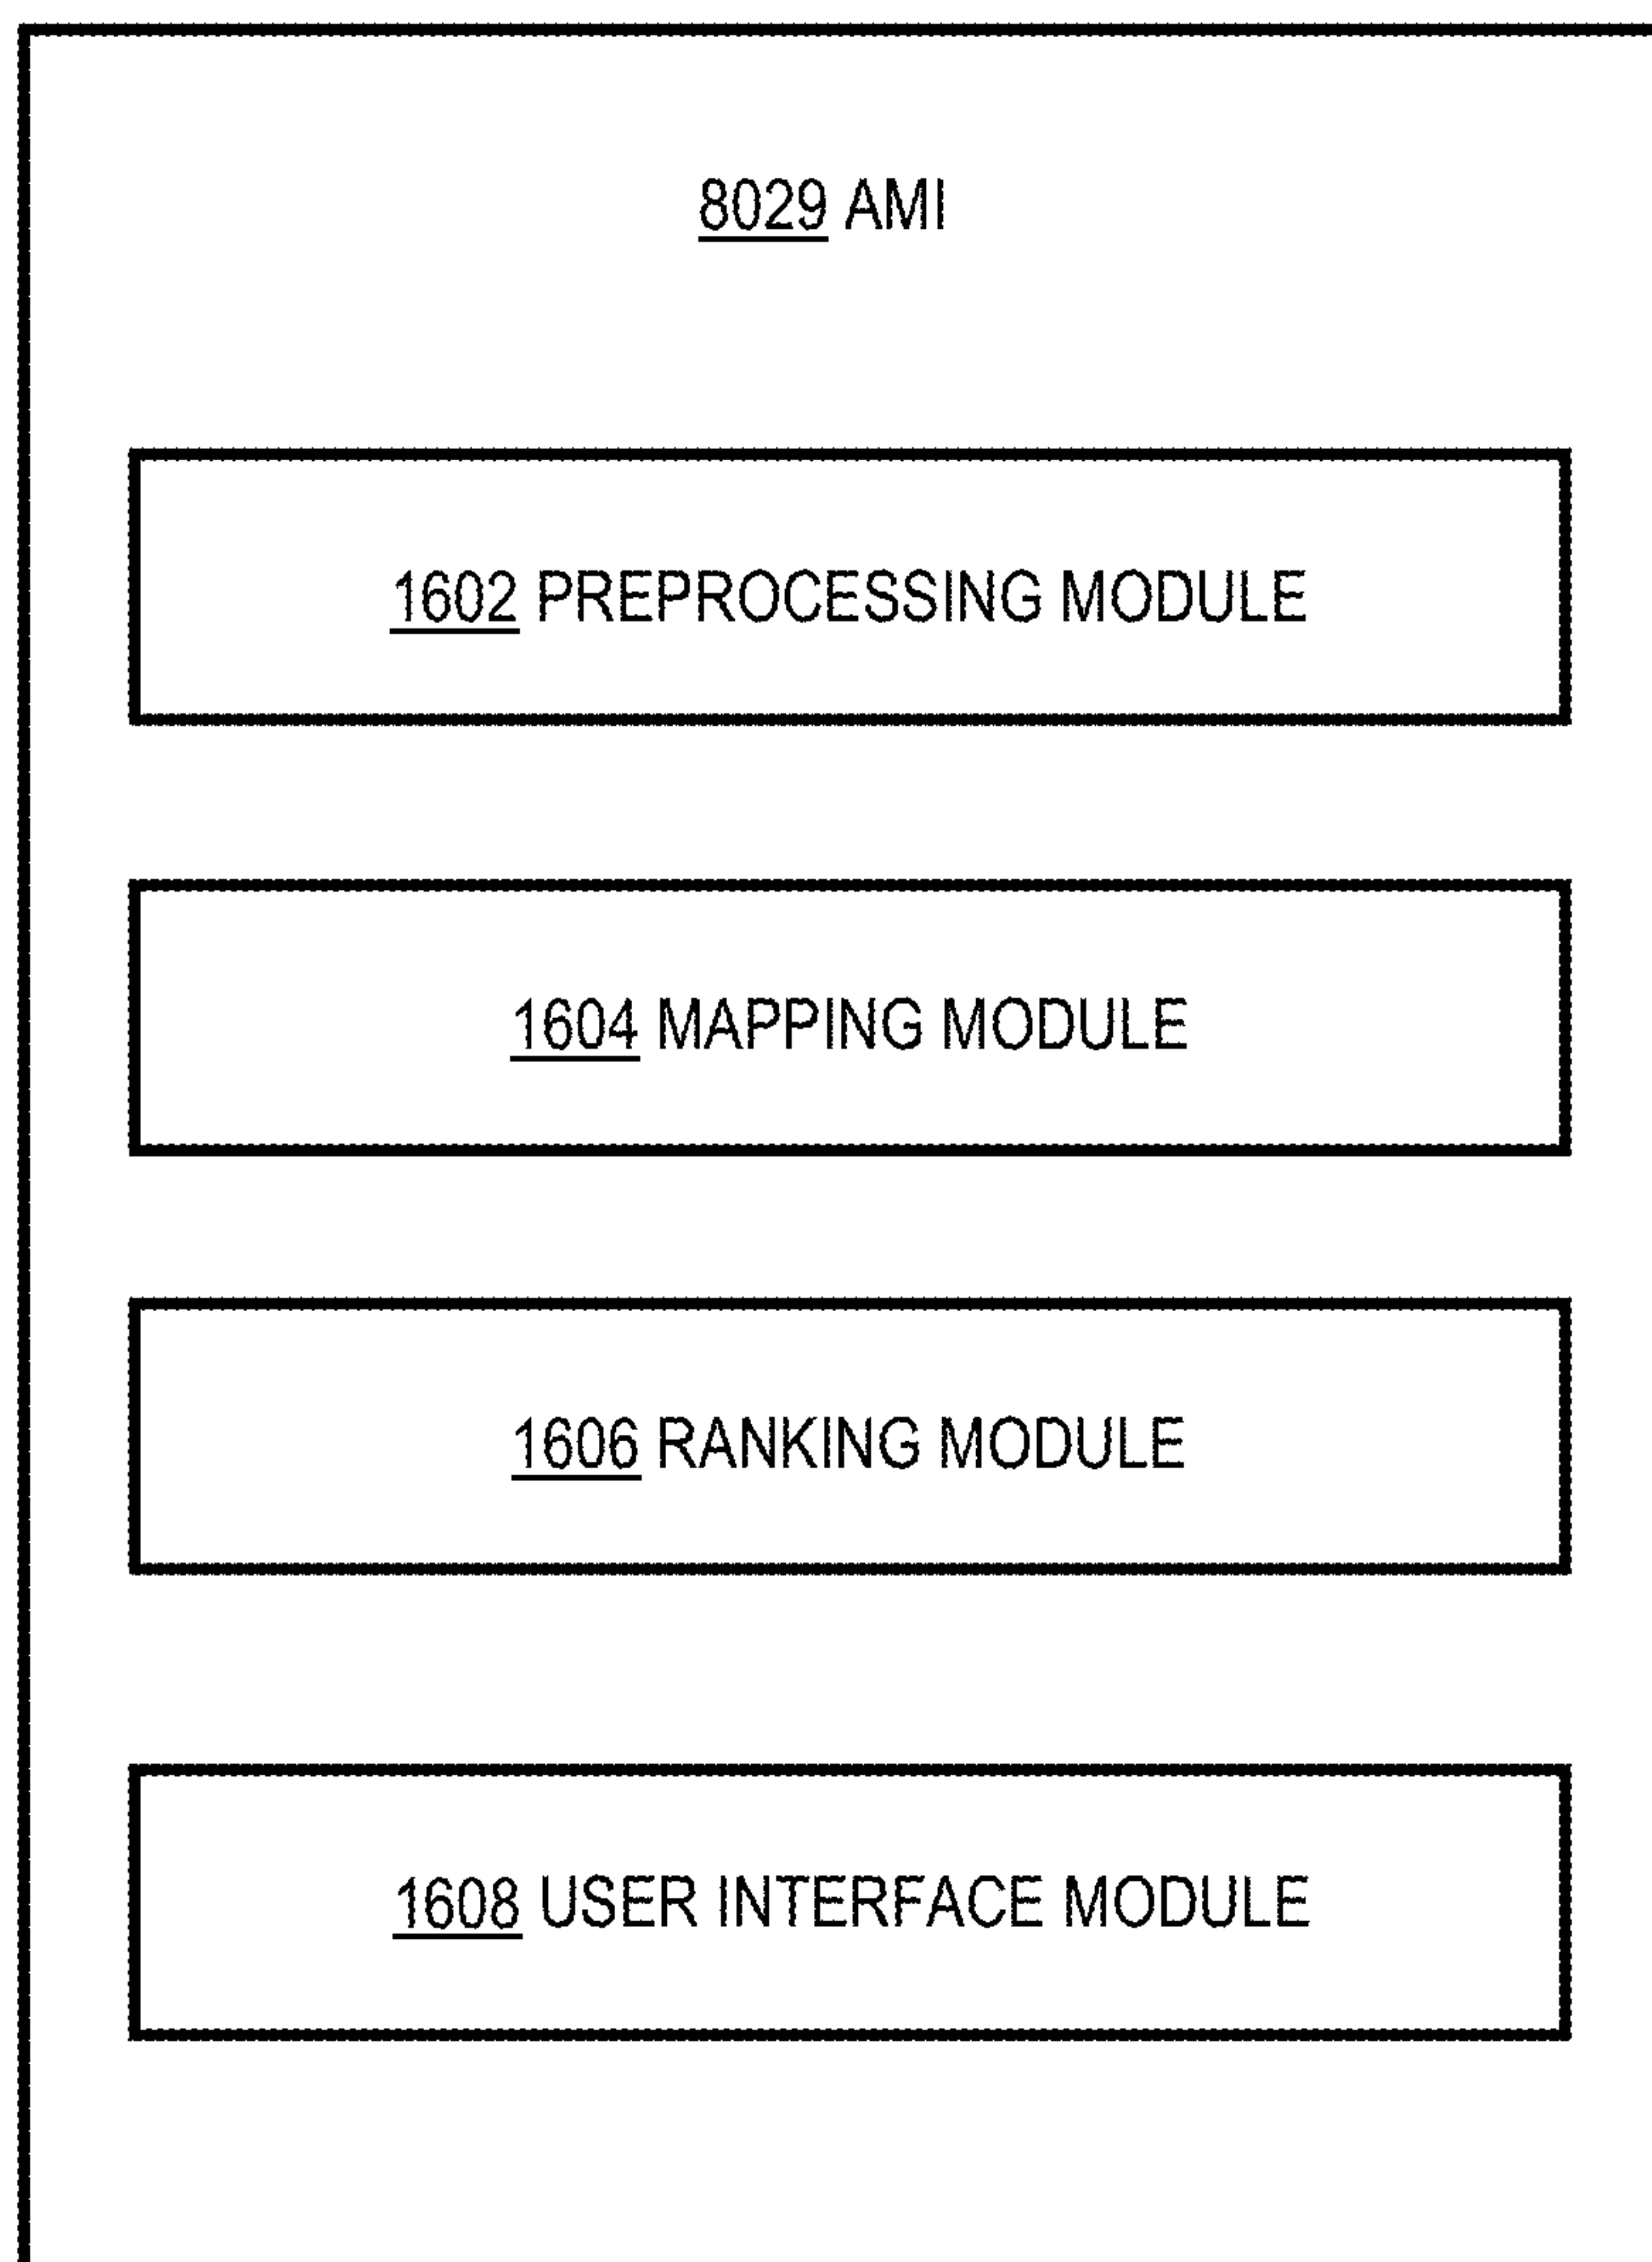 8029 AMI
1602 PREPROCESSING MODULE
1604 MAPPING MODULE
1606 RANKING MODULE
1608 USER INTERFACE MODULE